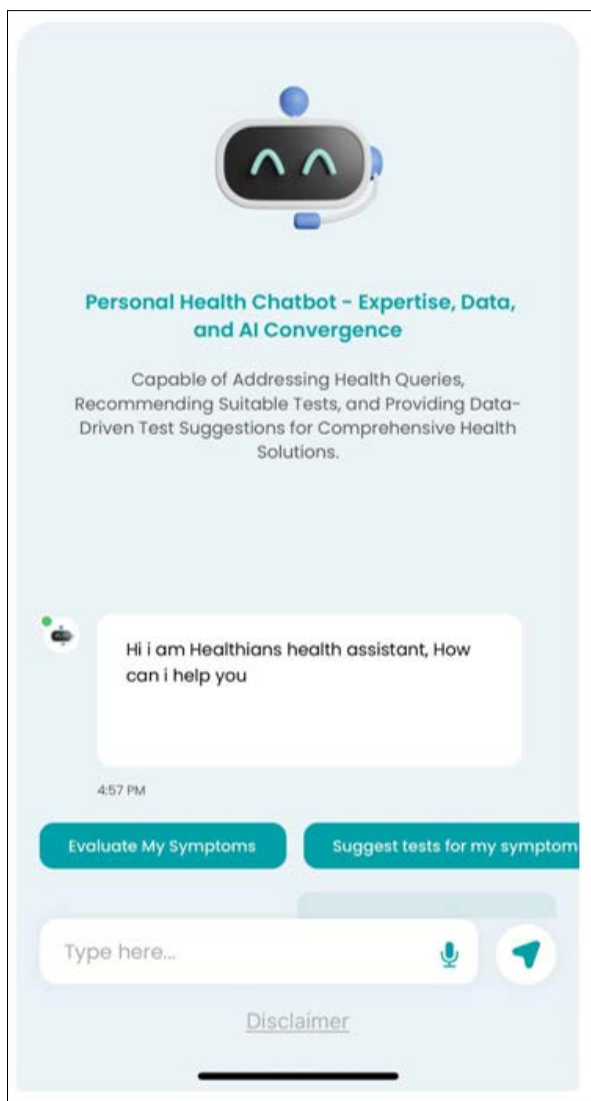 Personal Health Chatbot - Expertise, Data,
and AI Convergence
Capable of Addressing Health Queries,
Recommending Suitable Tests, and Providing Data-
Driven Test Suggestions for Comprehensive Health
Solutions.
Hi i am Healthians health assistant, How
can i help you
4:57 PM
Evaluate My Symptoms
Suggest tests for my symptom
Type here...
Disclaimer